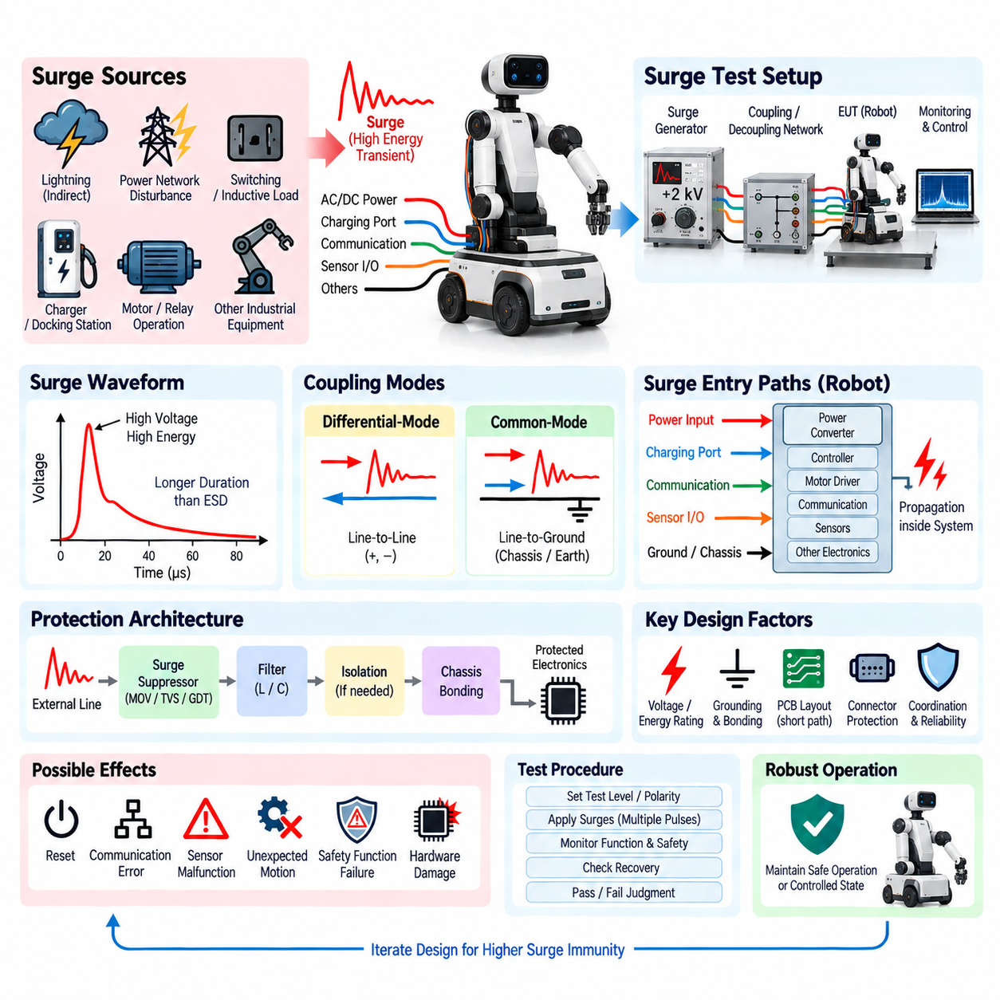 Surge Sources
Lightning
(Indirect)
Power Network
Disturbance
Switching
/ Inductive Load
Charger
/ Docking Station
Motor / Relay
Operation
Other Industrial
Equipment
Surge
(High Energy
Transient)
AC/DC Power
Charging Port
Communication
Sensor I/O
Others
Surge Test Setup
Surge
Generator
Coupling /
Decoupling Network
EUT (Robot)
Monitoring
& Control
+2 kV
Surge Waveform
High Voltage
High Energy
Longer Duration
than ESD
Voltage
0
20
40
60
80
Time (µs)
Coupling Modes
Differential-Mode
Line-to-Line
(+, −)
Common-Mode
Line-to-Ground
(Chassis / Earth)
Surge Entry Paths (Robot)
Power Input
Charging Port
Communication
Sensor I/O
Ground / Chassis
Power
Converter
Controller
Motor Driver
Communication
Sensors
Other Electronics
Propagation
inside System
Protection Architecture
External Line
Surge
Suppressor
(MOV / TVS / GDT)
Filter
(L / C)
Isolation
(If needed)
Chassis
Bonding
Protected
Electronics
Key Design Factors
Voltage /
Energy Rating
Grounding
& Bonding
PCB Layout
(short path)
Connector
Protection
Coordination
& Reliability
Possible Effects
Reset
Communication
Error
Sensor
Malfunction
Unexpected
Motion
Safety Function
Failure
Hardware
Damage
Test Procedure
Set Test Level / Polarity
Apply Surges (Multiple Pulses)
Monitor Function & Safety
Check Recovery
Pass / Fail Judgment
Robust Operation
Maintain Safe Operation
or Controlled State
Iterate Design for Higher Surge Immunity